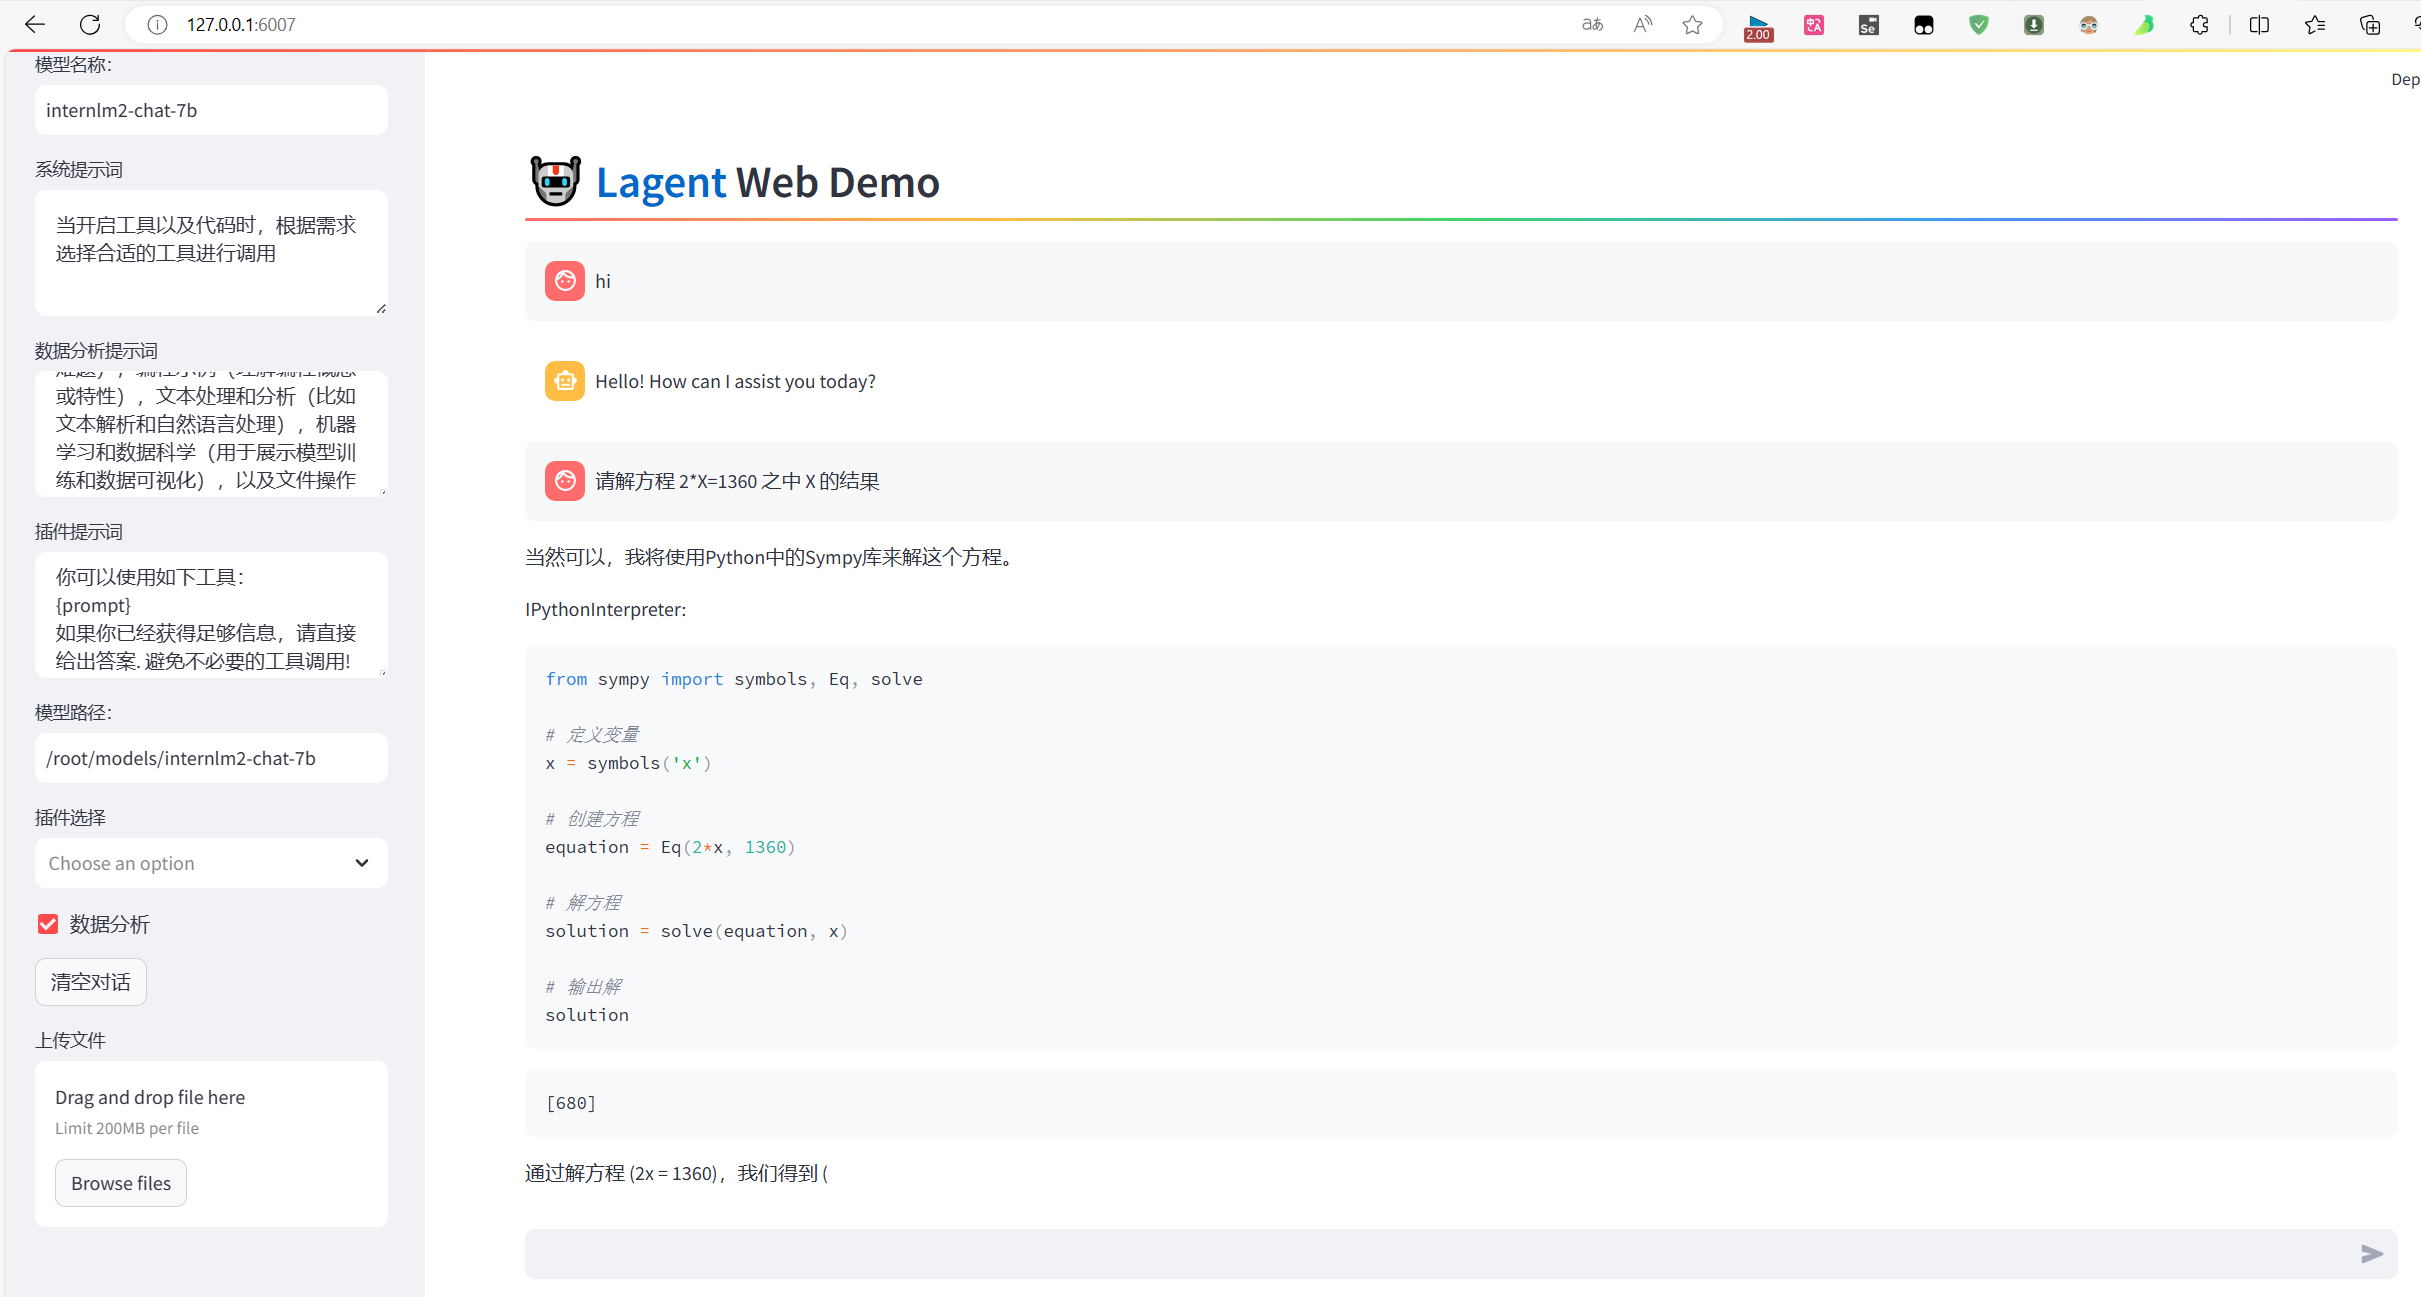 127.0.0.1:6007
2.00
Dep
模型名称：
internlm2-chat-7b
系统提示词
当开启工具以及代码时，根据需求
选择合适的工具进行调用
数据分析提示词
或特性），文本处理和分析（比如
文本解析和自然语言处理），机器
学习和数据科学（用于展示模型训
练和数据可视化），以及文件操作
插件提示词
你可以使用如下工具：
{prompt}
如果你已经获得足够信息，请直接
给出答案. 避免不必要的工具调用!
模型路径：
/root/models/internlm2-chat-7b
插件选择
Choose an option
数据分析
清空对话
上传文件
Drag and drop file here
Limit 200MB per file
Browse files
Lagent Web Demo
hi
Hello! How can I assist you today?
请解方程 2*X=1360 之中 X 的结果
当然可以，我将使用Python中的Sympy库来解这个方程。
IPythonInterpreter:
from sympy import symbols, Eq, solve
# 定义变量
x = symbols('x')
# 创建方程
equation = Eq(2*x, 1360)
# 解方程
solution = solve(equation, x)
# 输出解
solution
[680]
通过解方程 (2x = 1360)，我们得到 (